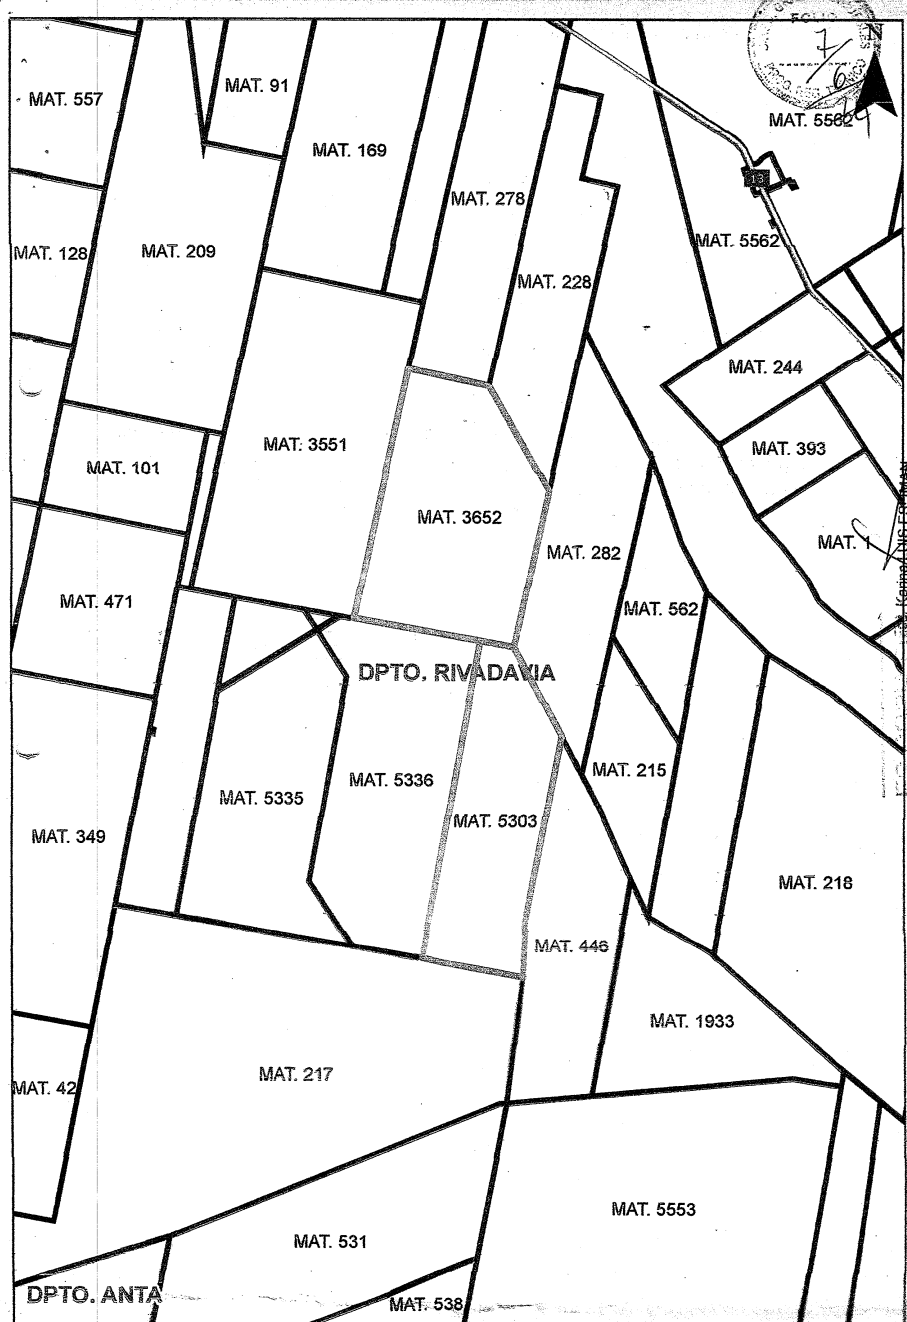 FOLIO
N
7
MAT. 91
MAT. 557
MAT. 5562
MAT. 169
13
MAT. 278
MAT. 5562
MAT. 128
MAT. 209
MAT. 228
MAT. 244
MAT. 3551
MAT. 393
MAT. 101
MAT. 3652
MAT. 1
MAT. 282
MAT. 471
MAT. 562
DPTO. RIVADAVIA
MAT. 215
MAT. 5336
MAT. 5335
MAT. 5303
MAT. 349
MAT. 218
MAT. 446
MAT. 1933
MAT. 217
MAT. 42
MAT. 5553
MAT. 531
DPTO. ANTA
MAT. 538